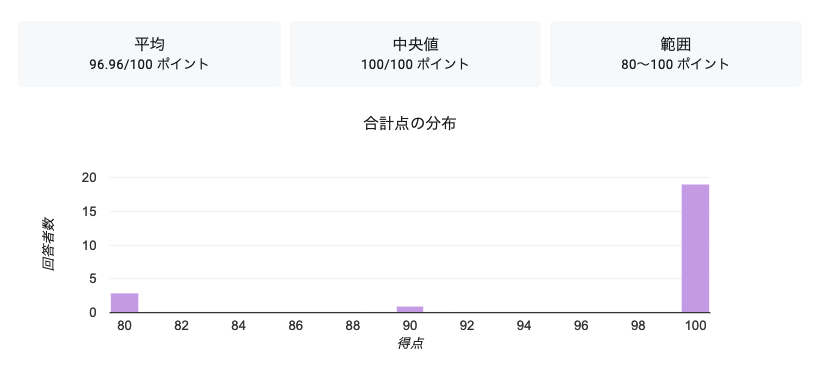 平均
96.96/100 ポイント
中央値
100/100 ポイント
範囲
80～100 ポイント
合計点の分布
回答者数
20
15
10
5
0
80 82 84 86 88 90 92 94 96 98 100
得点